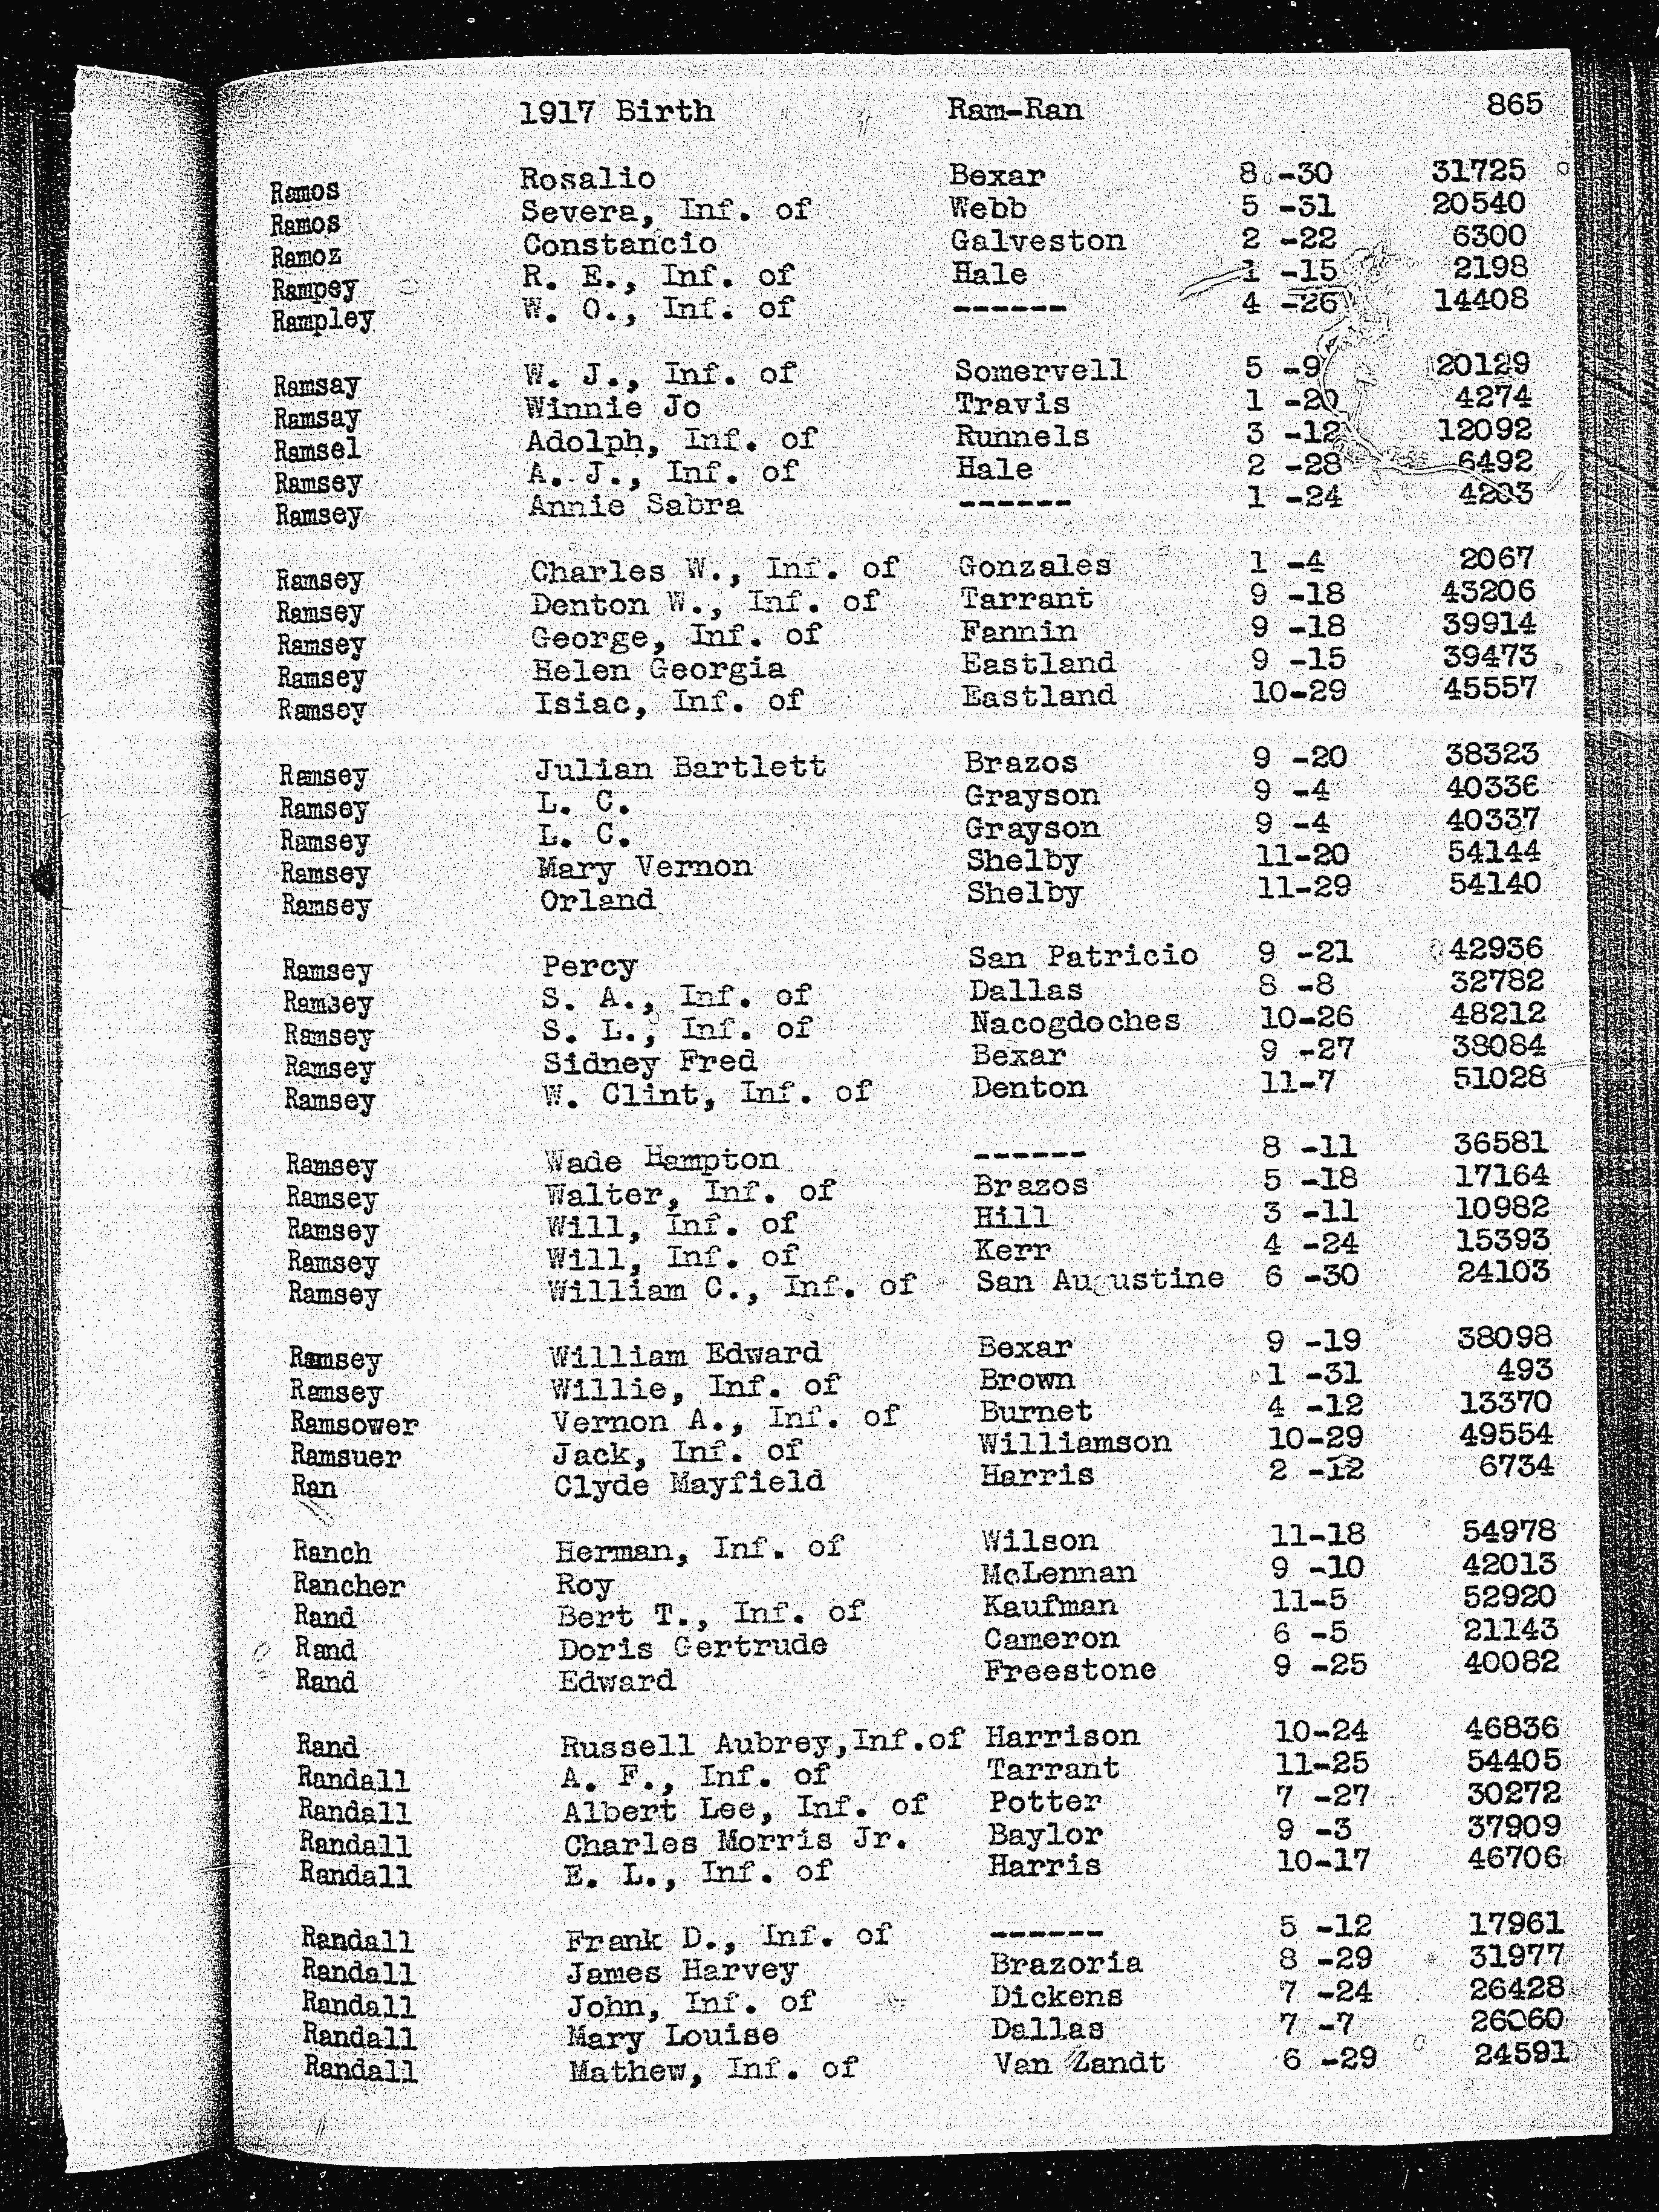 1917 Birth Ram-Ran 865
Ramos Rosalio Bexar 8 -30 31725
Ramos Severa, Inf. of Webb 5 -31 20540
Ramoz Constancio Galveston 2 -22 6300
Rampey R. E., Inf. of Hale 1 -15 2198
Rampley W. O., Inf. of ------ 4 -26 14408
Ramsay W. J., Inf. of Somervell 5 -9 20129
Ramsay Winnie Jo Travis 1 -20 4274
Ramsel Adolph, Inf. of Runnels 3 -12 12092
Ramsey A. J., Inf. of Hale 2 -28 6492
Ramsey Annie Sabra ------ 1 -24 4203
Ramsey Charles W., Inf. of Gonzales 1 -4 2067
Ramsey Denton W., Inf. of Tarrant 9 -18 43206
Ramsey George, Inf. of Fannin 9 -18 39914
Ramsey Helen Georgia Eastland 9 -15 39473
Ramsey Isiac, Inf. of Eastland 10-29 45557
Ramsey Julian Bartlett Brazos 9 -20 38323
Ramsey L. C. Grayson 9 -4 40336
Ramsey L. C. Grayson 9 -4 40337
Ramsey Mary Vernon Shelby 11-20 54144
Ramsey Orland Shelby 11-29 54140
Ramsey Percy San Patricio 9 -21 42936
Ramsey S. A., Inf. of Dallas 8 -8 32782
Ramsey S. L., Inf. of Nacogdoches 10-26 48212
Ramsey Sidney Fred Bexar 9 -27 38084
Ramsey W. Clint, Inf. of Denton 11-7 51028
Ramsey Wade Hampton ------ 8 -11 36581
Ramsey Walter, Inf. of Brazos 5 -18 17164
Ramsey Will, Inf. of Hill 3 -11 10982
Ramsey Will, Inf. of Kerr 4 -24 15393
Ramsey William C., Inf. of San Augustine 6 -30 24103
Ramsey William Edward Bexar 9 -19 38098
Ramsey Willie, Inf. of Brown 1 -31 493
Ramsower Vernon A., Inf. of Burnet 4 -12 13370
Ramsuer Jack, Inf. of Williamson 10-29 49554
Ran Clyde Mayfield Harris 2 -12 6734
Ranch Herman, Inf. of Wilson 11-18 54978
Rancher Roy McLennan 9 -10 42013
Rand Bert T., Inf. of Kaufman 11-5 52920
Rand Doris Gertrude Cameron 6 -5 21143
Rand Edward Freestone 9 -25 40082
Rand Russell Aubrey,Inf.of Harrison 10-24 46836
Randall A. F., Inf. of Tarrant 11-25 54405
Randall Albert Lee, Inf. of Potter 7 -27 30272
Randall Charles Morris Jr. Baylor 9 -3 37909
Randall E. L., Inf. of Harris 10-17 46706
Randall Frank D., Inf. of ------ 5 -12 17961
Randall James Harvey Brazoria 8 -29 31977
Randall John, Inf. of Dickens 7 -24 26428
Randall Mary Louise Dallas 7 -7 26060
Randall Mathew, Inf. of Van Zandt 6 -29 24591